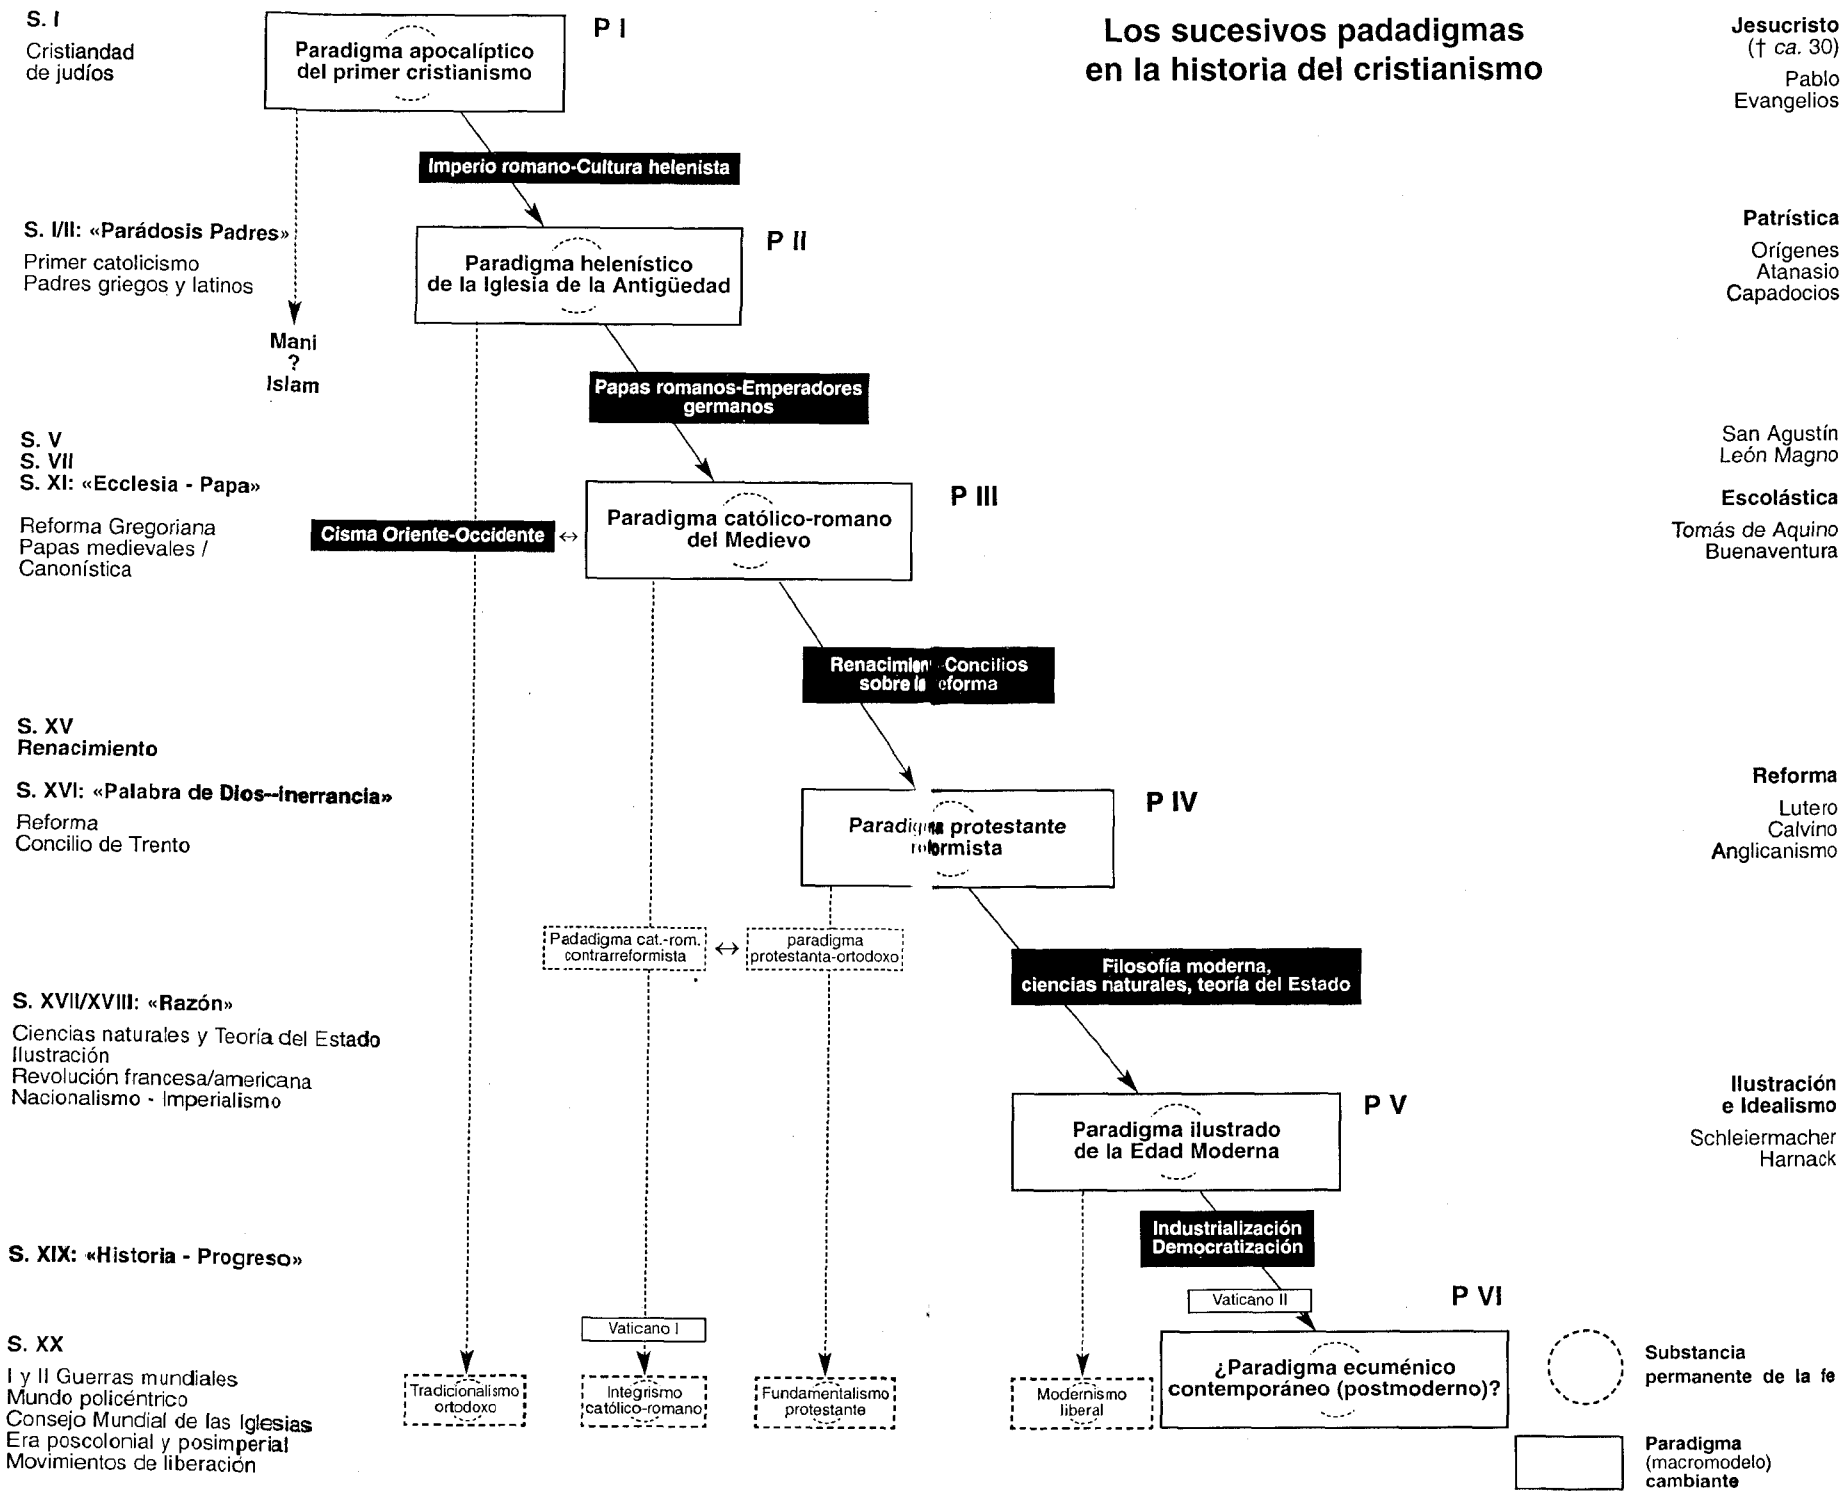 Los sucesivos padadigmas
en la historia del cristianismo
S. I
Cristiandad
de judíos
Paradigma apocalíptico
del primer cristianismo
P I
Jesucristo
(† ca. 30)
Pablo
Evangelios
Imperio romano-Cultura helenista
S. I/II: «Parádosis Padres»
Primer catolicismo
Padres griegos y latinos
Mani
?
Islam
Paradigma helenístico
de la Iglesia de la Antigüedad
P II
Patrística
Orígenes
Atanasio
Capadocios
Papas romanos-Emperadores
germanos
S. V
S. VII
S. XI: «Ecclesia - Papa»
Reforma Gregoriana
Papas medievales /
Canonística
Cisma Oriente-Occidente ↔
Paradigma católico-romano
del Medievo
P III
San Agustín
León Magno
Escolástica
Tomás de Aquino
Buenaventura
Concilios
sobre
S. XV
Renacimiento
S. XVI: «Palabra de Dios--Inerrancia»
Reforma
Concilio de Trento
protestante
P IV
Reforma
Lutero
Calvino
Anglicanismo
Padadigma cat.-rom.
contrarreformista
↔
paradigma
protestanta-ortodoxo
Filosofía moderna,
ciencias naturales, teoría del Estado
S. XVII/XVIII: «Razón»
Ciencias naturales y Teoría del Estado
Ilustración
Revolución francesa/americana
Nacionalismo - Imperialismo
Paradigma ilustrado
de la Edad Moderna
P V
Ilustración
e Idealismo
Schleiermacher
Harnack
Industrialización
Democratización
S. XIX: «Historia - Progreso»
Vaticano II
P VI
Vaticano I
S. XX
I y II Guerras mundiales
Mundo policéntrico
Consejo Mundial de las Iglesias
Era poscolonial y posimperial
Movimientos de liberación
Tradicionalismo
ortodoxo
Integrismo
católico-romano
Fundamentalismo
protestante
Modernismo
liberal
¿Paradigma ecuménico
contemporáneo (postmoderno)?
Substancia
permanente de la fe
Paradigma
(macromodelo)
cambiante